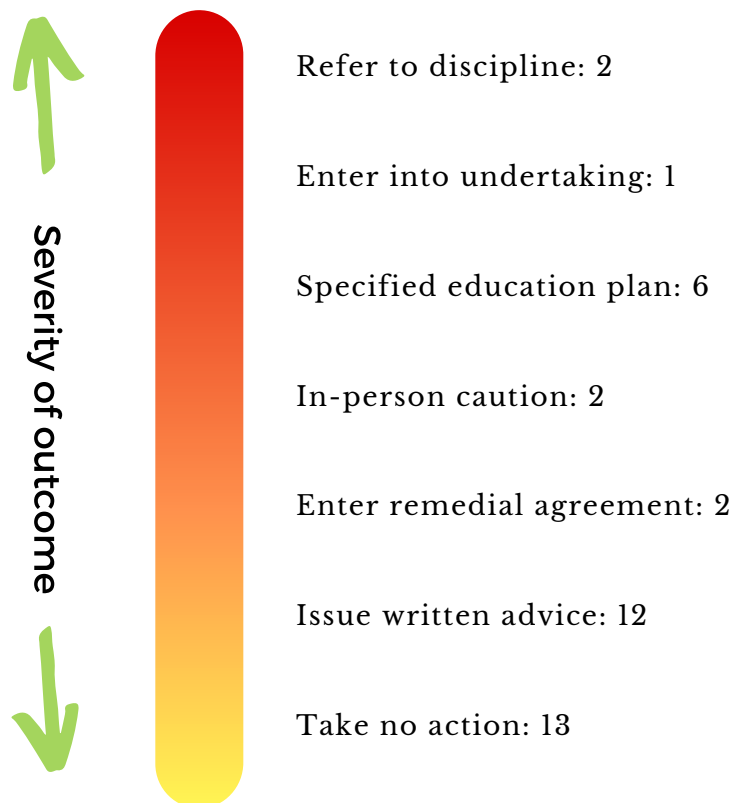 Severity of outcome
Refer to discipline: 2
Enter into undertaking: 1
Specified education plan: 6
In-person caution: 2
Enter remedial agreement: 2
Issue written advice: 12
Take no action: 13